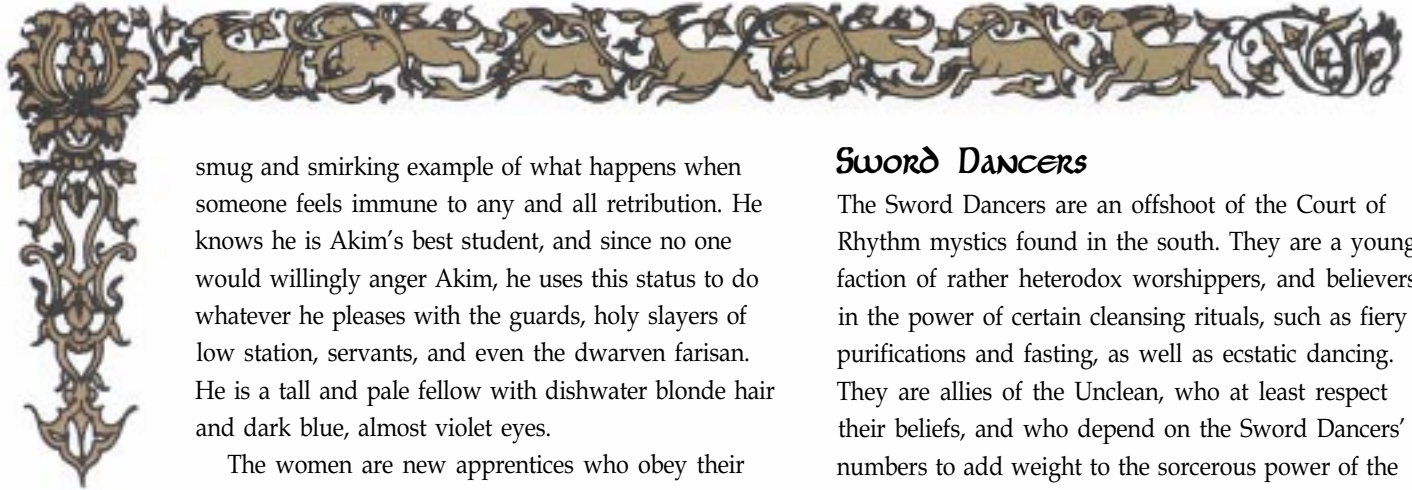 smug and smirking example of what happens when
someone feels immune to any and all retribution. He
knows he is Akim's best student, and since no one
would willingly anger Akim, he uses this status to do
whatever he pleases with the guards, holy slayers of
low station, servants, and even the dwarven farisan.
He is a tall and pale fellow with dishwater blonde hair
and dark blue, almost violet eyes.
The women are new apprentices who obey their
Sword Dancers
The Sword Dancers are an offshoot of the Court of
Rhythm mystics found in the south. They are a young
faction of rather heterodox worshippers, and believers
in the power of certain cleansing rituals, such as fiery
purifications and fasting, as well as ecstatic dancing.
They are allies of the Unclean, who at least respect
their beliefs, and who depend on the Sword Dancers'
numbers to add weight to the sorcerous power of the